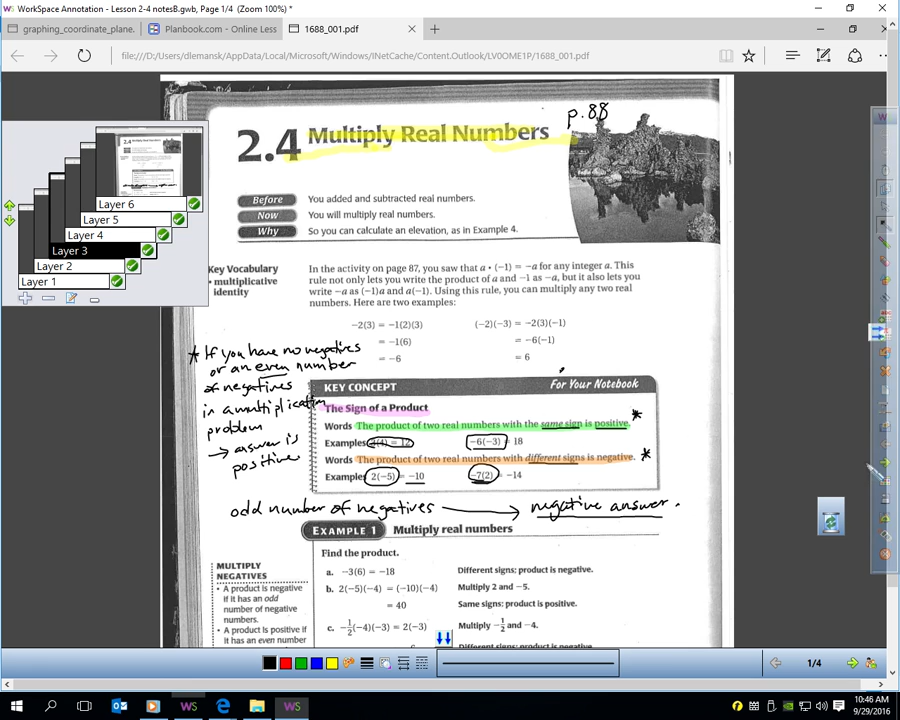 WorkSpace Annotation - Lesson 2-4 notesB.gwb, Page 1/4 (Zoom 100%) *
graphing_coordinate_plane.
Planbook.com - Online Less
1688_001.pdf
file:///D:/Users/dlemansk/AppData/Local/Microsoft/Windows/INetCache/Content.Outlook/LV0OME1P/1688_001.pdf
Layer 6
Layer 5
Layer 4
Layer 3
Layer 2
Layer 1
p.88
2.4 Multiply Real Numbers
Before You added and subtracted real numbers.
Now You will multiply real numbers.
Why So you can calculate an elevation, as in Example 4.
Key Vocabulary
• multiplicative
identity
In the activity on page 87, you saw that a • (−1) = −a for any integer a. This
rule not only lets you write the product of a and −1 as −a, but it also lets you
write −a as (−1)a and a(−1). Using this rule, you can multiply any two real
numbers. Here are two examples:
−2(3) = −1(2)(3)
= −1(6)
= −6
(−2)(−3) = −2(3)(−1)
= −6(−1)
= 6
* If you have no negatives
or an even number
of negatives
in a multiplication
problem
→ answer is
positive
KEY CONCEPT
For Your Notebook
The Sign of a Product
Words The product of two real numbers with the same sign is positive. *
Examples 3(4) = 12 −6(−3) = 18
Words The product of two real numbers with different signs is negative. *
Examples 2(−5) = −10 −7(2) = −14
odd number of negatives → negative answer.
EXAMPLE 1 Multiply real numbers
Find the product.
a. −3(6) = −18 Different signs; product is negative.
b. 2(−5)(−4) = (−10)(−4) Multiply 2 and −5.
= 40 Same signs; product is positive.
c. −1/2(−4)(−3) = 2(−3) Multiply −1/2 and −4.
Different signs; product is negative.
MULTIPLY
NEGATIVES
• A product is negative
if it has an odd
number of negative
numbers.
• A product is positive if
it has an even number
1/4
10:46 AM
9/29/2016